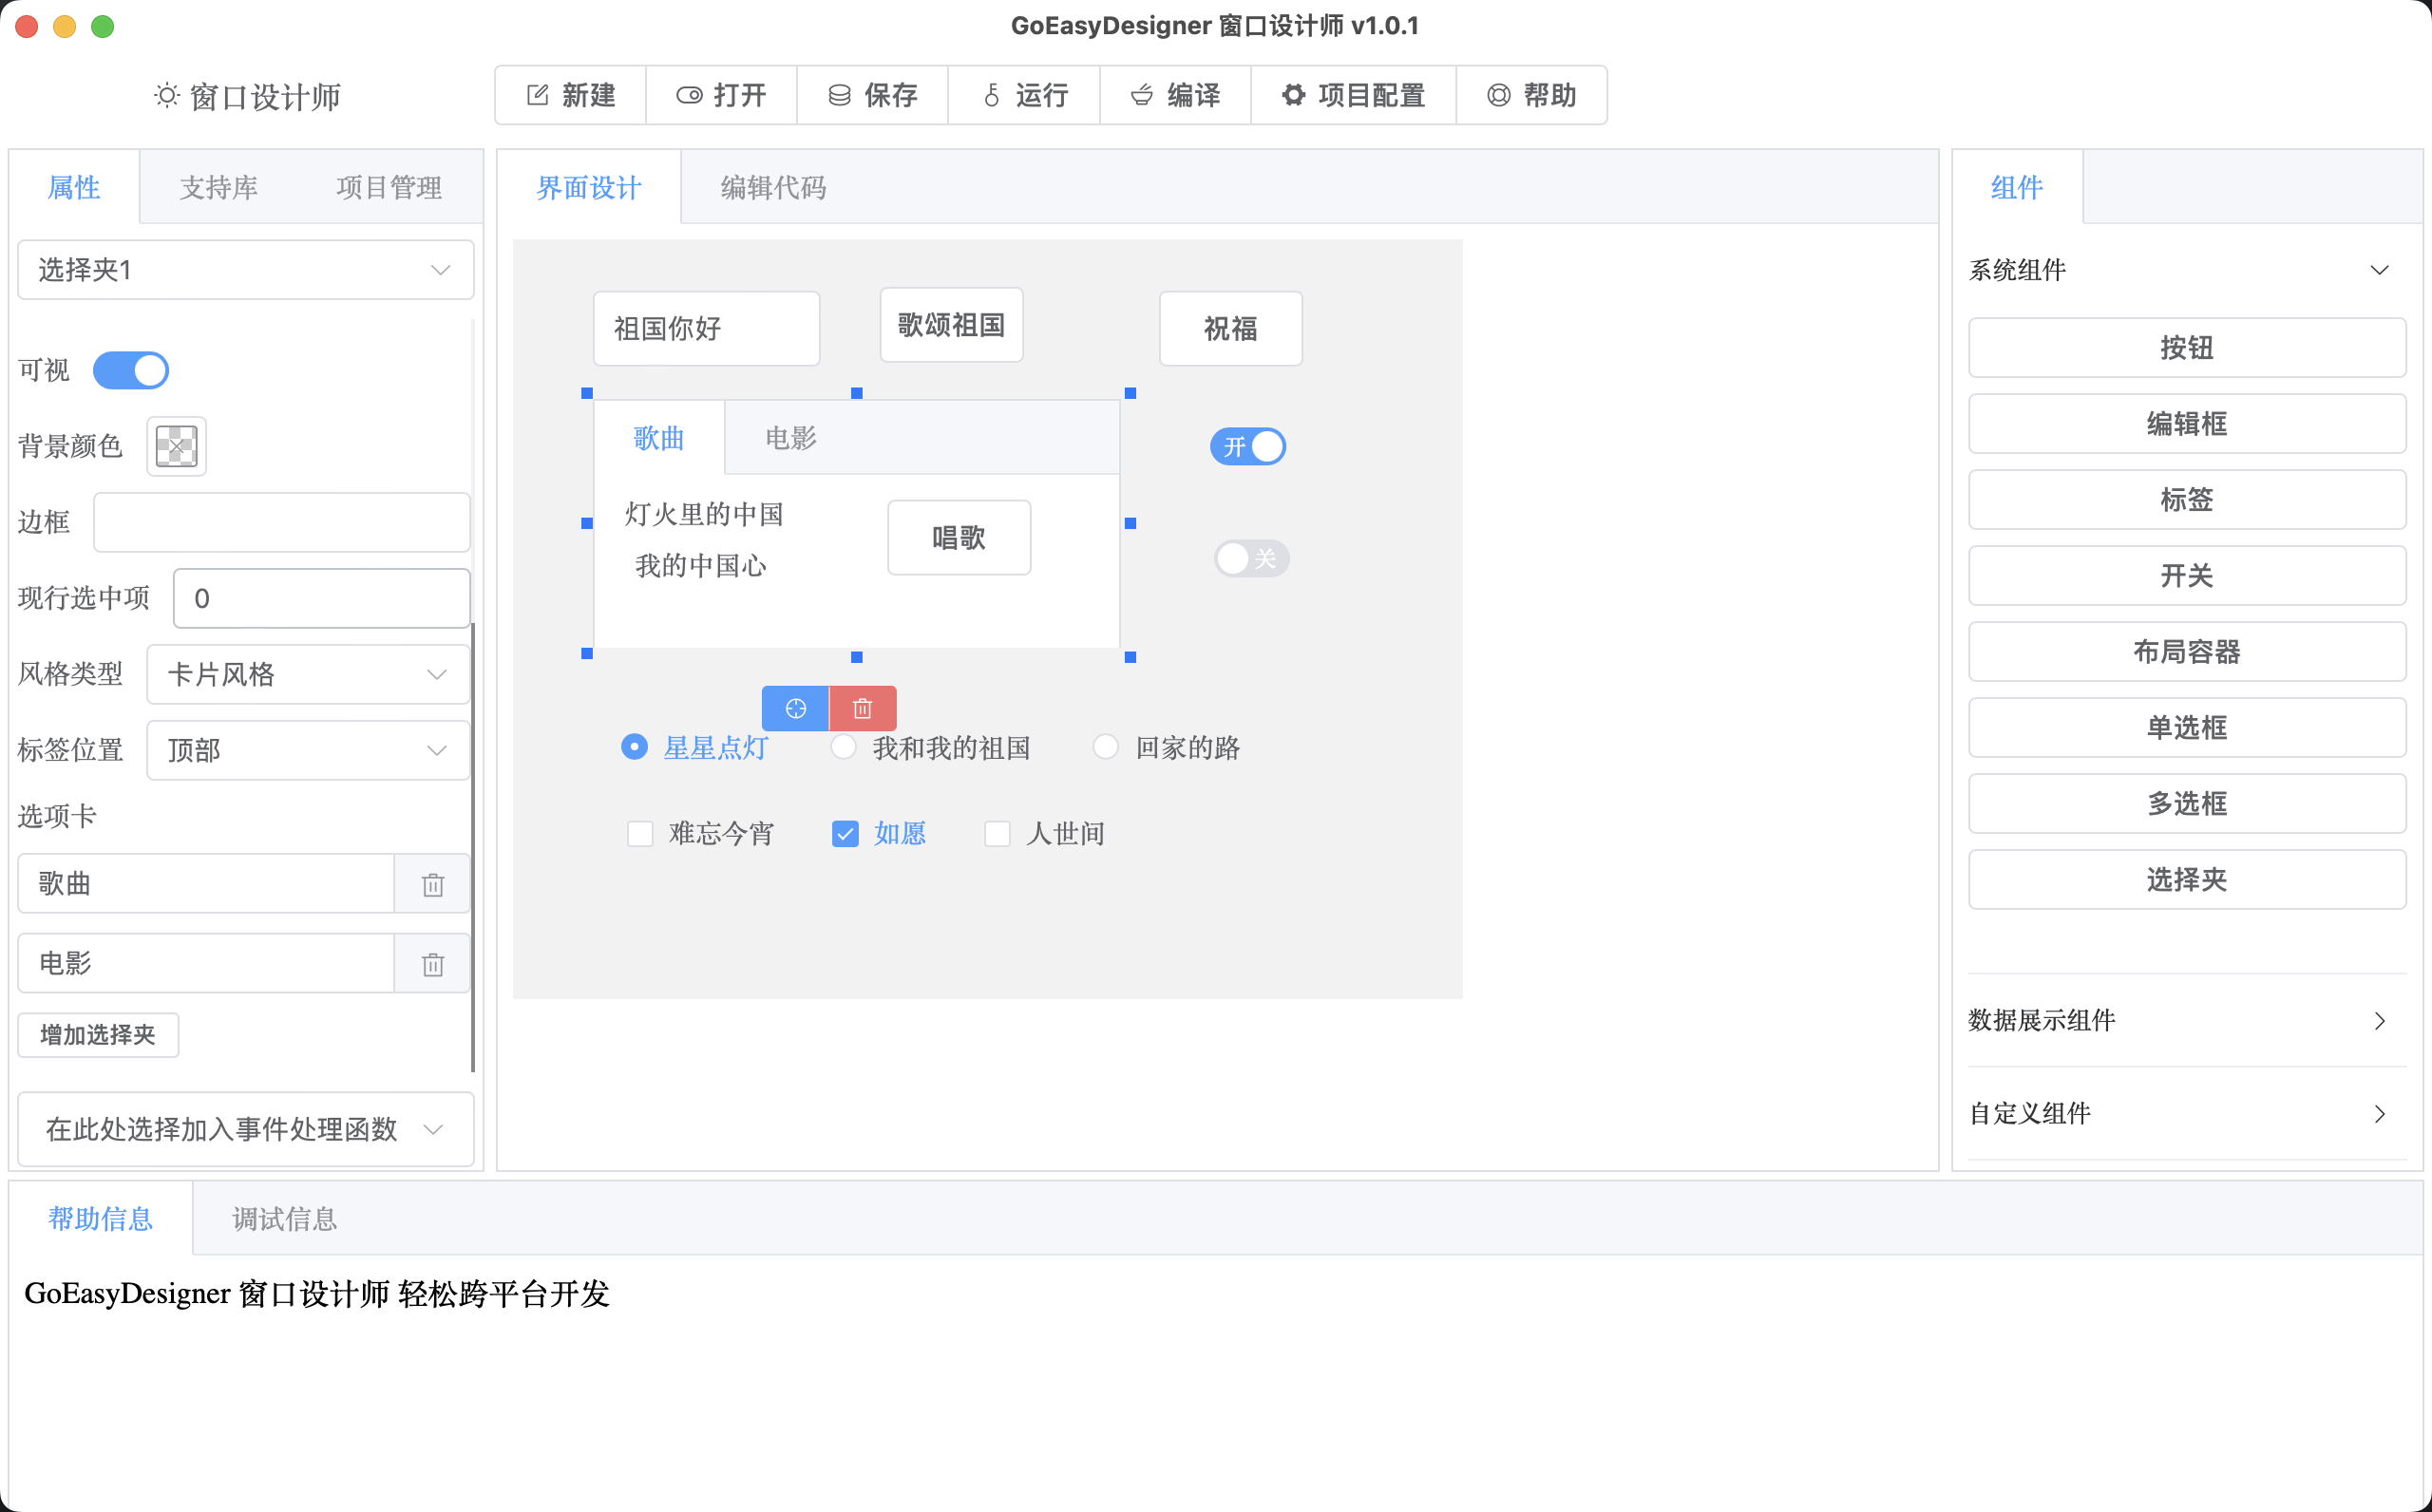 GoEasyDesigner 窗口设计师 v1.0.1
窗口设计师
新建 打开 保存 运行 编译 项目配置 帮助
属性 支持库 项目管理
选择夹1
可视
背景颜色
边框
现行选中项 0
风格类型 卡片风格
标签位置 顶部
选项卡
歌曲
电影
增加选择夹
在此处选择加入事件处理函数
界面设计 编辑代码
祖国你好 歌颂祖国 祝福
歌曲 电影 开
灯火里的中国 唱歌
我的中国心 关
星星点灯 我和我的祖国 回家的路
难忘今宵 如愿 人世间
组件
系统组件
按钮
编辑框
标签
开关
布局容器
单选框
多选框
选择夹
数据展示组件
自定义组件
帮助信息 调试信息
GoEasyDesigner 窗口设计师 轻松跨平台开发